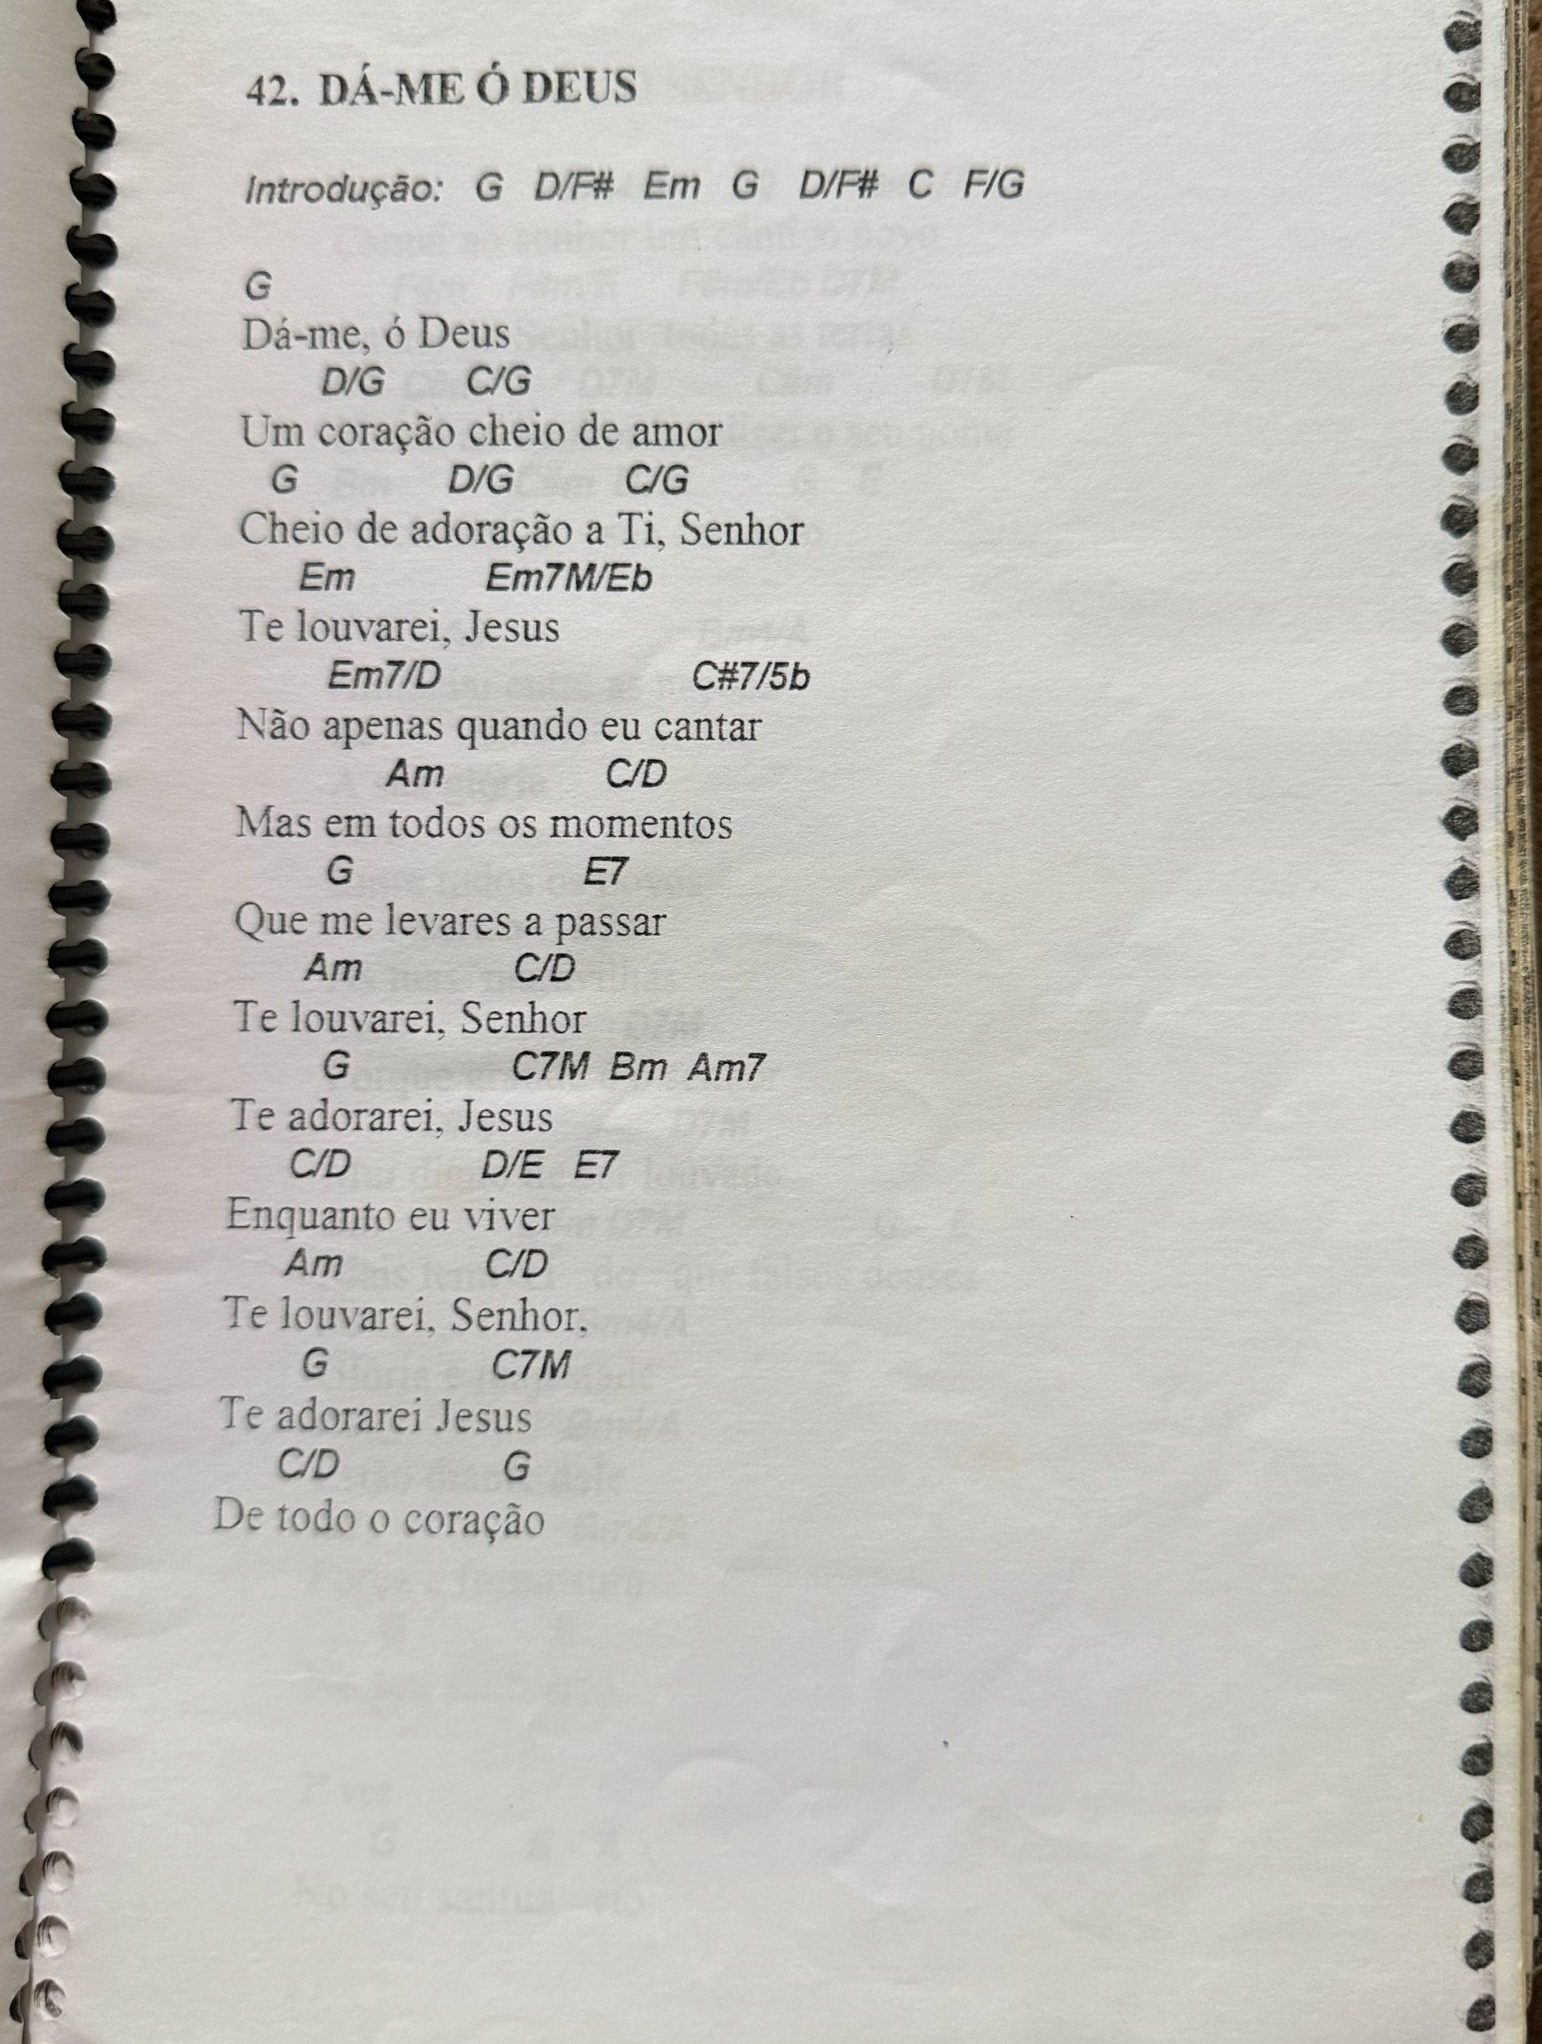 42. DÁ-ME Ó DEUS
Introdução: G D/F# Em G D/F# C F/G
G
Dá-me, ó Deus
D/G C/G
Um coração cheio de amor
G D/G C/G
Cheio de adoração a Ti, Senhor
Em Em7M/Eb
Te louvarei, Jesus
Em7/D C#7/5b
Não apenas quando eu cantar
Am C/D
Mas em todos os momentos
G E7
Que me levares a passar
Am C/D
Te louvarei, Senhor
G C7M Bm Am7
Te adorarei, Jesus
C/D D/E E7
Enquanto eu viver
Am C/D
Te louvarei, Senhor,
G C7M
Te adorarei Jesus
C/D G
De todo o coração